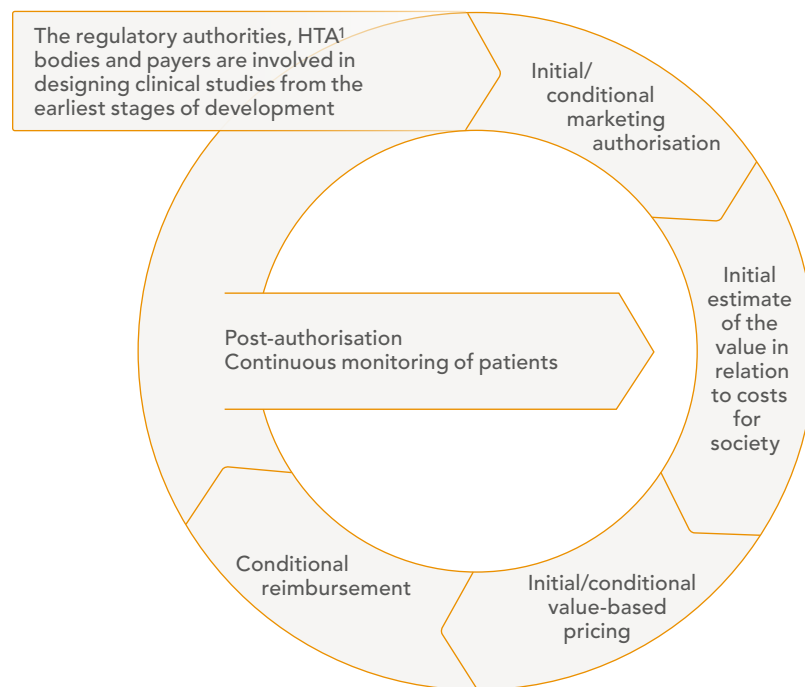 The regulatory authorities, HTA¹
bodies and payers are involved in
designing clinical studies from the
earliest stages of development
Initial/
conditional
marketing
authorisation
Initial
estimate
of the
value in
relation
to costs
for
society
Post-authorisation
Continuous monitoring of patients
Conditional
reimbursement
Initial/conditional
value-based
pricing